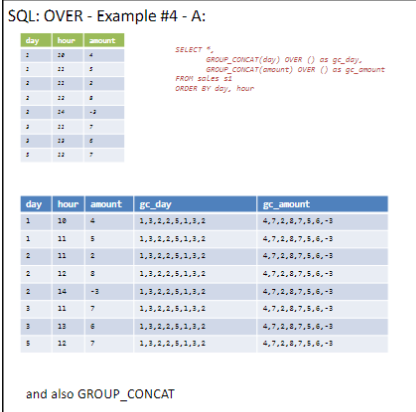 SQL: OVER - Example #4 - A:
day hour amount
1 10 4
1 11 5
2 11 2
2 12 8
2 14 -3
3 11 7
3 13 6
5 12 7
SELECT *,
GROUP_CONCAT(day) OVER () as gc_day,
GROUP_CONCAT(amount) OVER () as gc_amount
FROM sales s1
ORDER BY day, hour
day hour amount gc_day gc_amount
1 10 4 1,3,2,2,5,1,3,2 4,7,2,8,7,5,6,-3
1 11 5 1,3,2,2,5,1,3,2 4,7,2,8,7,5,6,-3
2 11 2 1,3,2,2,5,1,3,2 4,7,2,8,7,5,6,-3
2 12 8 1,3,2,2,5,1,3,2 4,7,2,8,7,5,6,-3
2 14 -3 1,3,2,2,5,1,3,2 4,7,2,8,7,5,6,-3
3 11 7 1,3,2,2,5,1,3,2 4,7,2,8,7,5,6,-3
3 13 6 1,3,2,2,5,1,3,2 4,7,2,8,7,5,6,-3
5 12 7 1,3,2,2,5,1,3,2 4,7,2,8,7,5,6,-3
and also GROUP_CONCAT